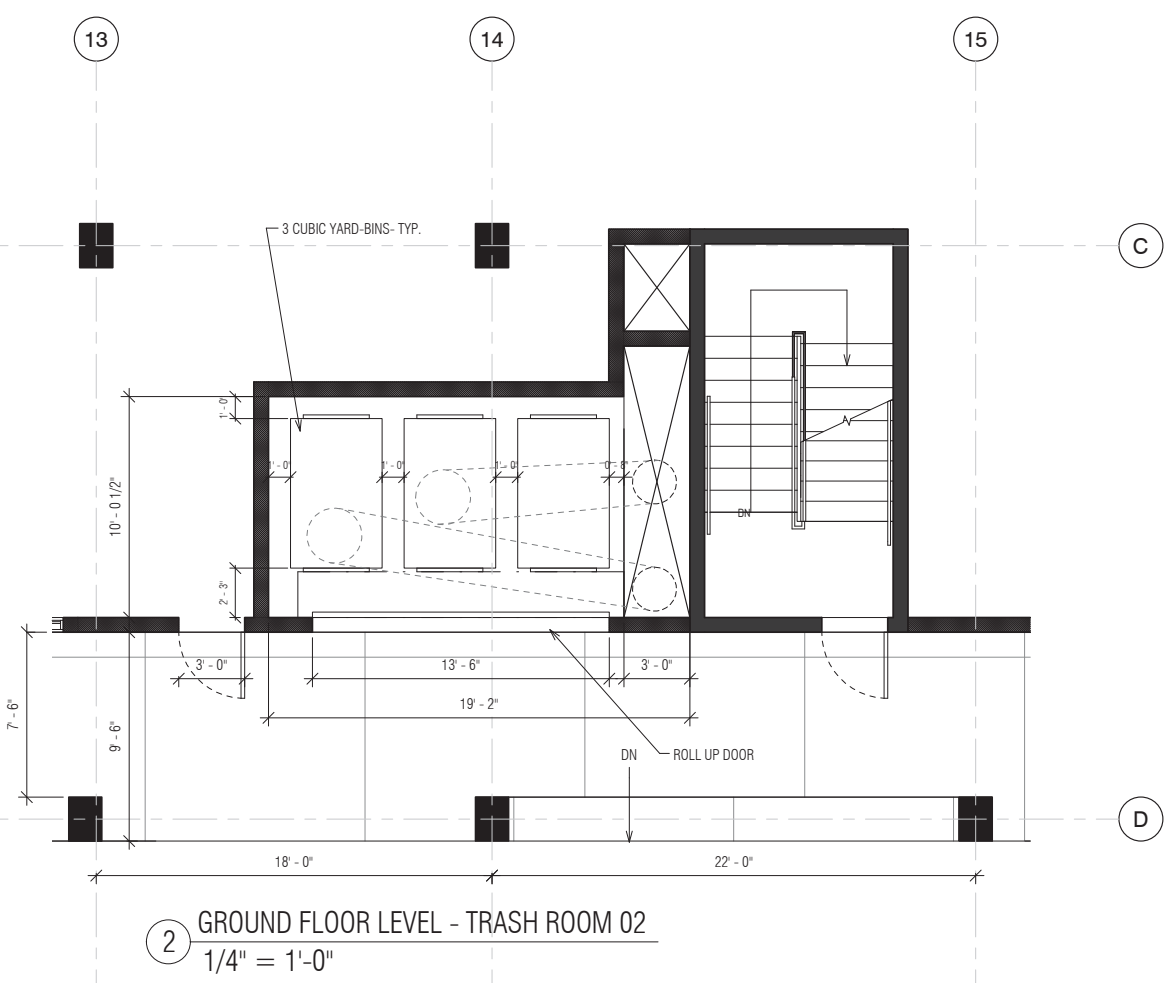 13
14
15
3 CUBIC YARD-BINS- TYP.
C
1' - 0"
1' - 0"
1' - 0"
1' - 0"
0' - 8"
10' - 0 1/2"
DN
2' - 3"
3' - 0"
13' - 6"
3' - 0"
19' - 2"
7' - 6"
9' - 6"
DN
ROLL UP DOOR
D
18' - 0"
22' - 0"
2
GROUND FLOOR LEVEL - TRASH ROOM 02
1/4" = 1'-0"